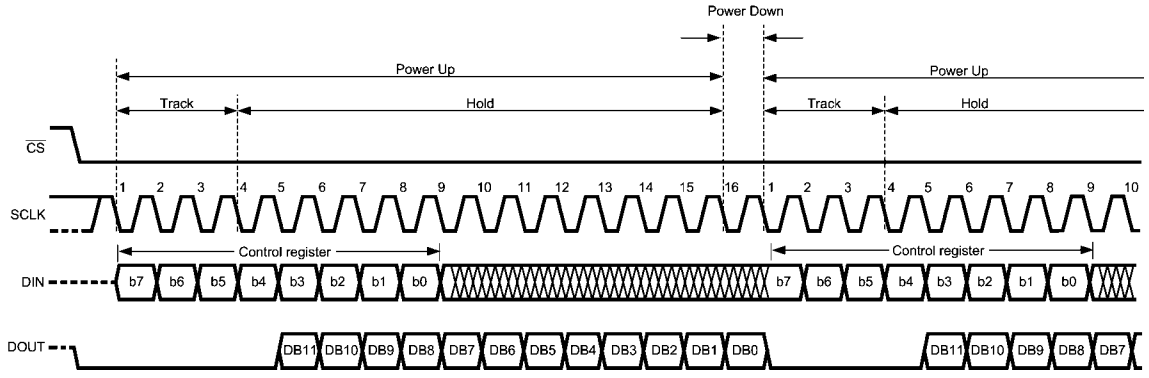 Power Down
Power Up Power Up
Track Hold Track Hold
CS
1 2 3 4 5 6 7 8 9 10 11 12 13 14 15 16 1 2 3 4 5 6 7 8 9 10
SCLK
Control register Control register
DIN b7 b6 b5 b4 b3 b2 b1 b0 b7 b6 b5 b4 b3 b2 b1 b0
DOUT DB11 DB10 DB9 DB8 DB7 DB6 DB5 DB4 DB3 DB2 DB1 DB0 DB11 DB10 DB9 DB8 DB7